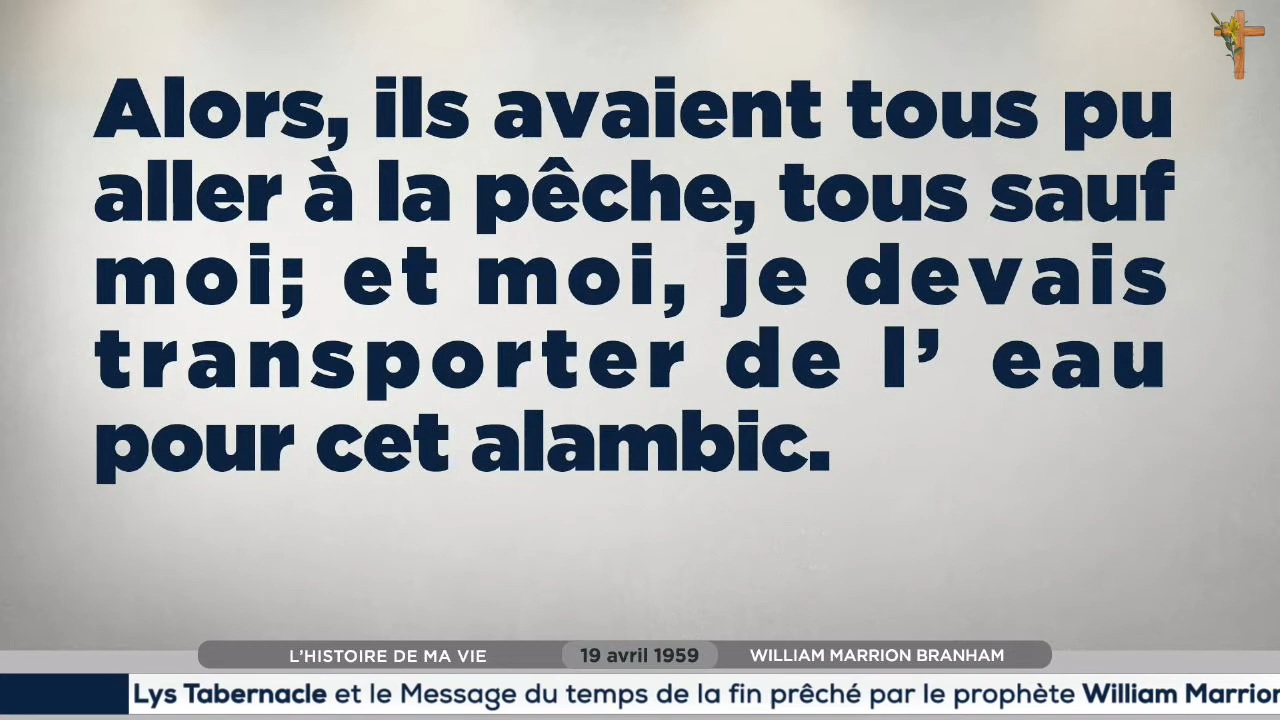 Alors, ils avaient tous pu
aller à la pêche, tous sauf
moi; et moi, je devais
transporter de l’ eau
pour cet alambic.
L’HISTOIRE DE MA VIE 19 avril 1959 WILLIAM MARRION BRANHAM
Lys Tabernacle et le Message du temps de la fin prêché par le prophète William Marrion